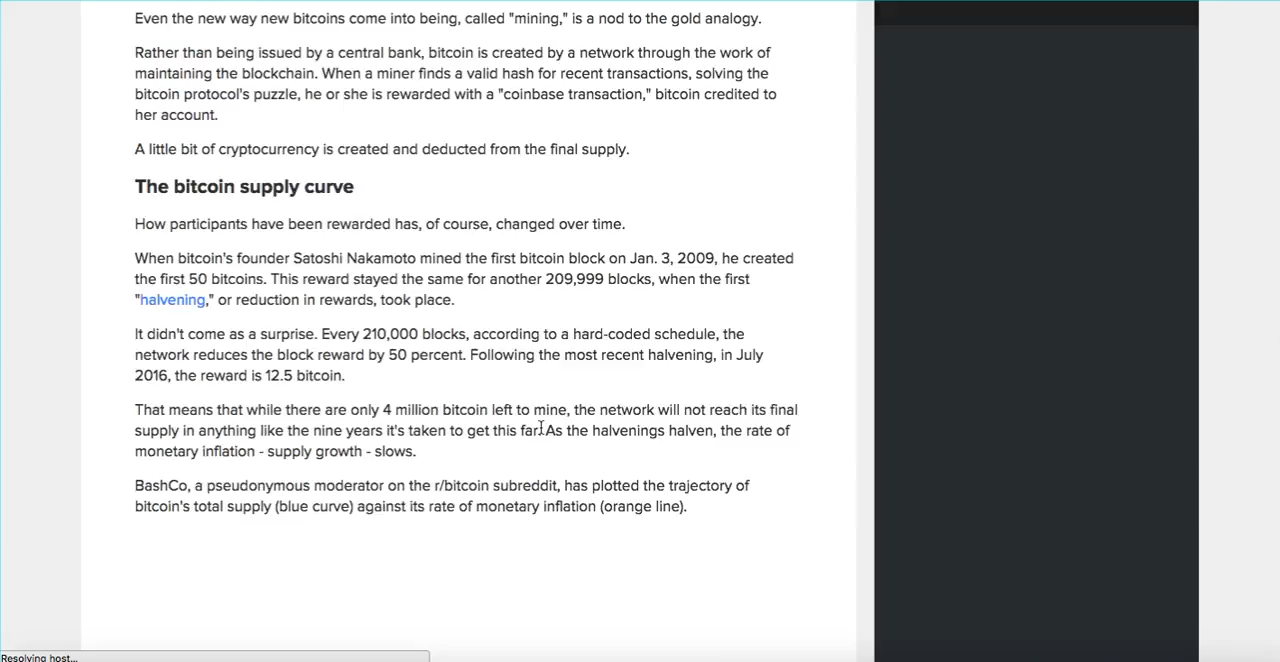 Even the new way new bitcoins come into being, called "mining," is a nod to the gold analogy.
Rather than being issued by a central bank, bitcoin is created by a network through the work of
maintaining the blockchain. When a miner finds a valid hash for recent transactions, solving the
bitcoin protocol's puzzle, he or she is rewarded with a "coinbase transaction," bitcoin credited to
her account.
A little bit of cryptocurrency is created and deducted from the final supply.
The bitcoin supply curve
How participants have been rewarded has, of course, changed over time.
When bitcoin's founder Satoshi Nakamoto mined the first bitcoin block on Jan. 3, 2009, he created
the first 50 bitcoins. This reward stayed the same for another 209,999 blocks, when the first
"halvening," or reduction in rewards, took place.
It didn't come as a surprise. Every 210,000 blocks, according to a hard-coded schedule, the
network reduces the block reward by 50 percent. Following the most recent halvening, in July
2016, the reward is 12.5 bitcoin.
That means that while there are only 4 million bitcoin left to mine, the network will not reach its final
supply in anything like the nine years it's taken to get this far. As the halvenings halven, the rate of
monetary inflation - supply growth - slows.
BashCo, a pseudonymous moderator on the r/bitcoin subreddit, has plotted the trajectory of
bitcoin's total supply (blue curve) against its rate of monetary inflation (orange line).
Resolving host...